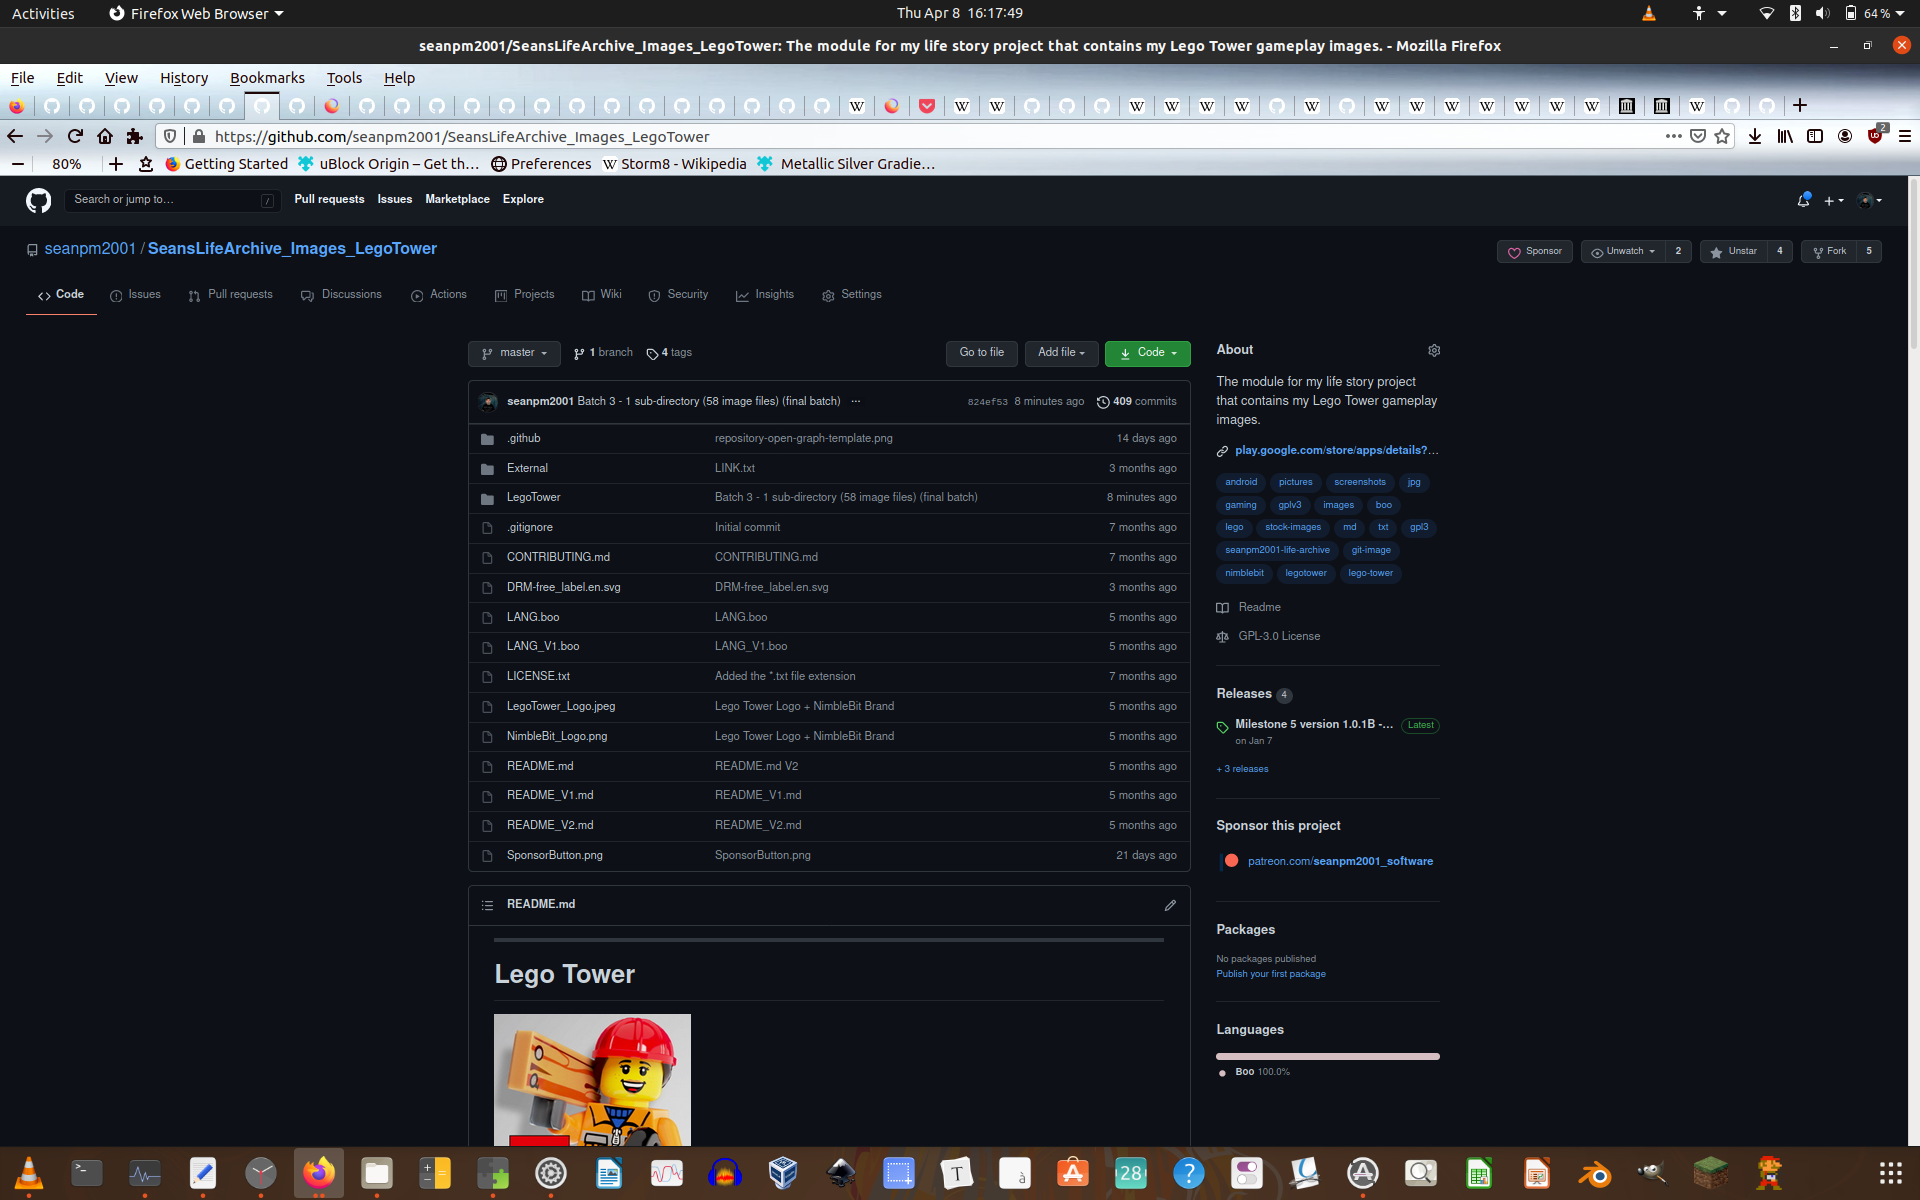 Activities
Firefox Web Browser
Thu Apr 8 16:17:49
64 %
seanpm2001/SeansLifeArchive_Images_LegoTower: The module for my life story project that contains my Lego Tower gameplay images. - Mozilla Firefox
File Edit View History Bookmarks Tools Help
https://github.com/seanpm2001/SeansLifeArchive_Images_LegoTower
2
80%
Getting Started
uBlock Origin – Get th…
Preferences
Storm8 - Wikipedia
Metallic Silver Gradie…
Search or jump to…
/
Pull requests Issues Marketplace Explore
seanpm2001 / SeansLifeArchive_Images_LegoTower
Sponsor
Unwatch 2
Unstar 4
Fork 5
Code Issues Pull requests Discussions Actions Projects Wiki Security Insights Settings
master
1 branch
4 tags
Go to file
Add file
Code
seanpm2001 Batch 3 - 1 sub-directory (58 image files) (final batch) ...
824ef53 8 minutes ago 409 commits
.github repository-open-graph-template.png 14 days ago
External LINK.txt 3 months ago
LegoTower Batch 3 - 1 sub-directory (58 image files) (final batch) 8 minutes ago
.gitignore Initial commit 7 months ago
CONTRIBUTING.md CONTRIBUTING.md 7 months ago
DRM-free_label.en.svg DRM-free_label.en.svg 3 months ago
LANG.boo LANG.boo 5 months ago
LANG_V1.boo LANG_V1.boo 5 months ago
LICENSE.txt Added the *.txt file extension 7 months ago
LegoTower_Logo.jpeg Lego Tower Logo + NimbleBit Brand 5 months ago
NimbleBit_Logo.png Lego Tower Logo + NimbleBit Brand 5 months ago
README.md README.md V2 5 months ago
README_V1.md README_V1.md 5 months ago
README_V2.md README_V2.md 5 months ago
SponsorButton.png SponsorButton.png 21 days ago
README.md
Lego Tower
About
The module for my life story project
that contains my Lego Tower gameplay
images.
play.google.com/store/apps/details?...
android pictures screenshots jpg
gaming gplv3 images boo
lego stock-images md txt gpl3
seanpm2001-life-archive git-image
nimblebit legotower lego-tower
Readme
GPL-3.0 License
Releases 4
Milestone 5 version 1.0.1B -... Latest
on Jan 7
+ 3 releases
Sponsor this project
patreon.com/seanpm2001_software
Packages
No packages published
Publish your first package
Languages
Boo 100.0%